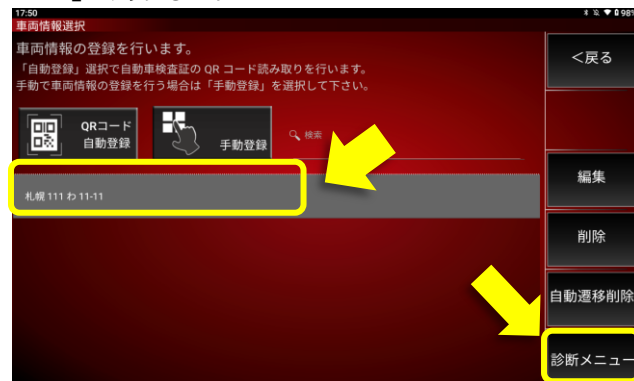 17:50
98%
車両情報選択
車両情報の登録を行います。
「自動登録」選択で自動車検査証の QR コード読み取りを行います。
手動で車両情報の登録を行う場合は「手動登録」を選択して下さい。
QRコード
自動登録
手動登録
検索
札幌 111 わ 11-11
<戻る
編集
削除
自動遷移削除
診断メニュー